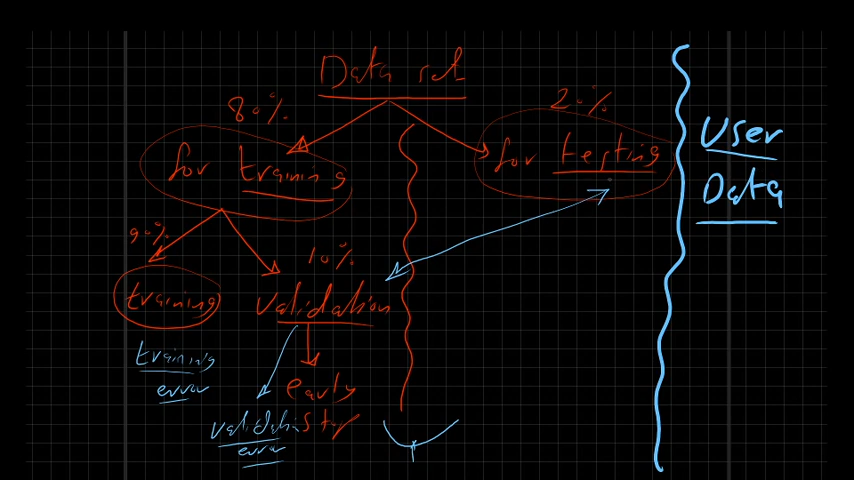 Data set
80%
20%
for training
for testing
User
Data
90%
10%
training
validation
training
error
early
stop
validation
error